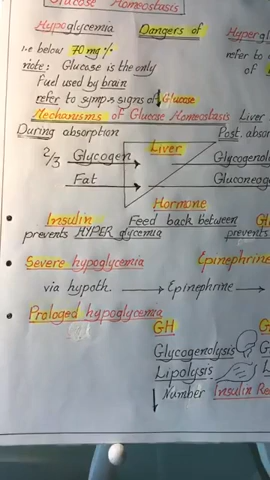 Glucose Homeostasis
Hypoglycemia Dangers of Hyperg
i.e below 70 mg %
refer to
note: Glucose is the only
of
fuel used by brain
refer to symp & signs of ↓ Glucose
Mechanisms of Glucose Homeostasis Liver
During absorption Post. absor
2/3 Glycogen Liver Glycogenol
Fat Gluconeog
Hormone
• Insulin Feed back between Gl
prevents HYPER glycemia prevents
• Severe hypoglycemia Epinephrine
via hypoth. → Epinephrine →
• Prologed hypoglycemia
GH G
Glycogenolysis G
Lipolysis L
↓ Number Insulin Re